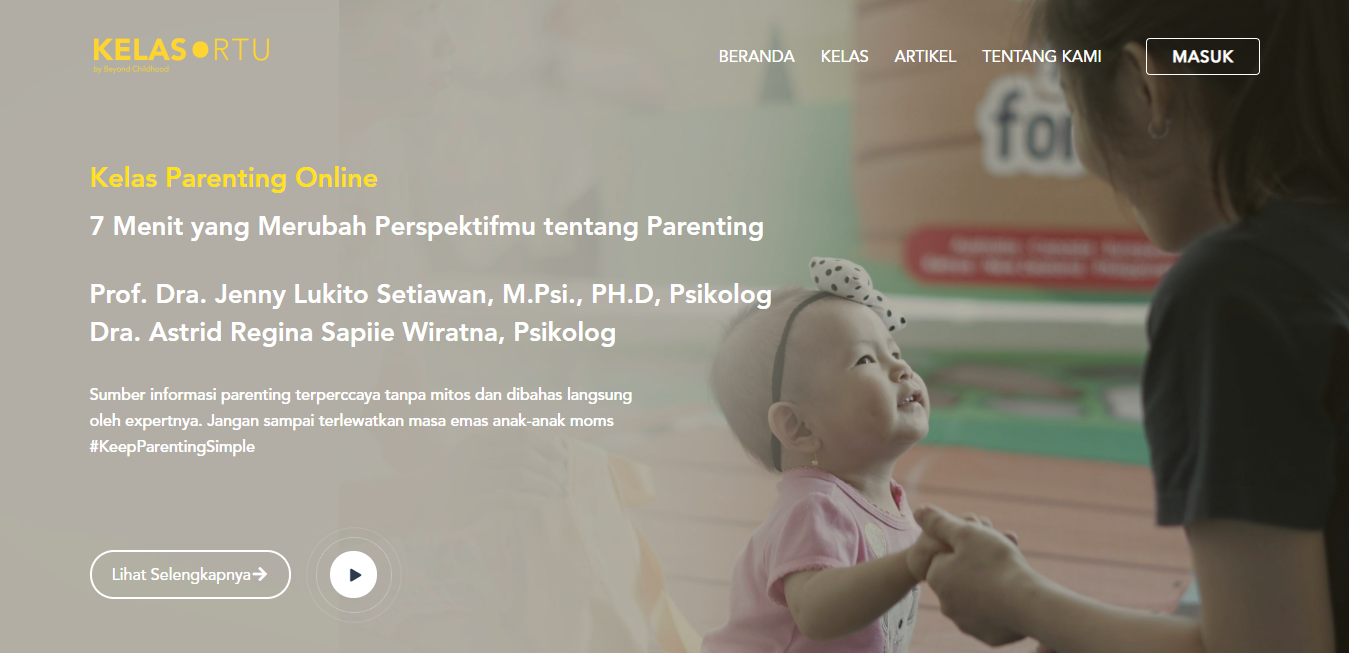 KELAS ORTU
by Beyond Childhood
BERANDA
KELAS
ARTIKEL
TENTANG KAMI
MASUK
for
Kelas Parenting Online
7 Menit yang Merubah Perspektifmu tentang Parenting
Prof. Dra. Jenny Lukito Setiawan, M.Psi., PH.D, Psikolog
Dra. Astrid Regina Sapiie Wiratna, Psikolog
Sumber informasi parenting terperccaya tanpa mitos dan dibahas langsung
oleh expertnya. Jangan sampai terlewatkan masa emas anak-anak moms
#KeepParentingSimple
Lihat Selengkapnya